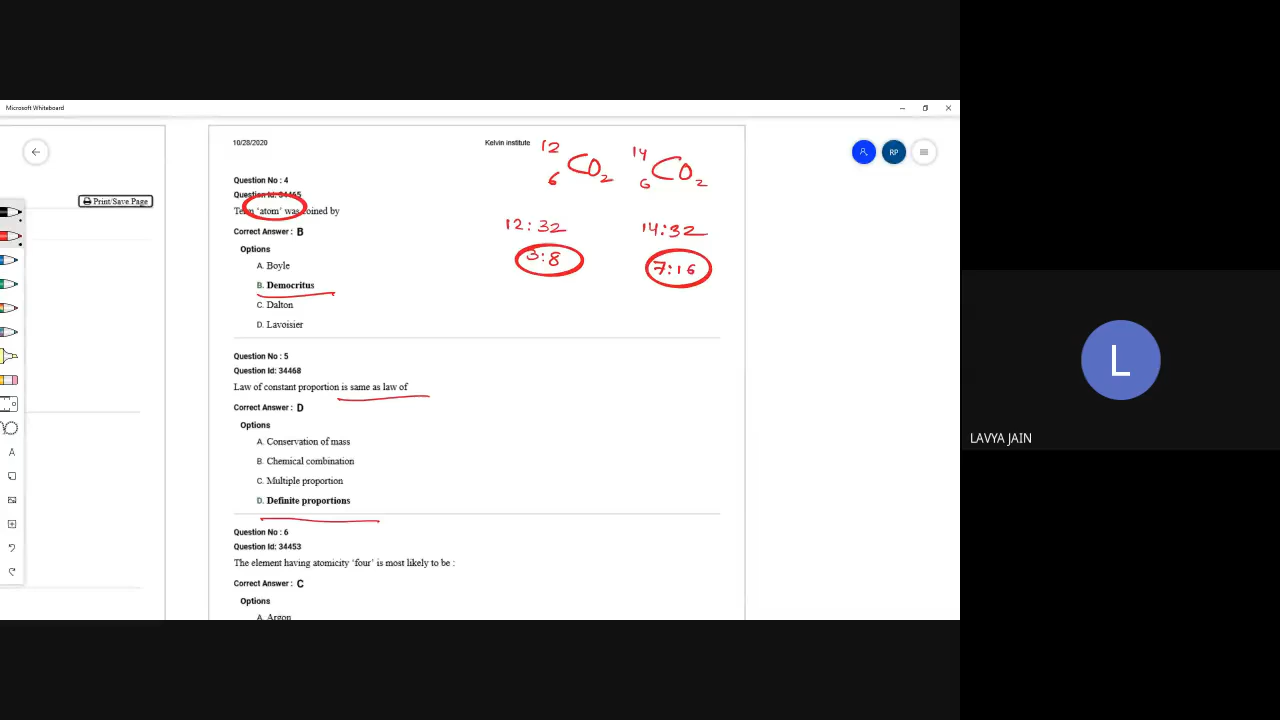 Microsoft Whiteboard
10/28/2020
Kelvin institute
12 6 CO2 14 6 CO2
Print/Save Page
Question No : 4
Question Id: 34465
Term ‘atom’ was coined by
12 : 32 14 : 32
3 : 8 7 : 16
Correct Answer : B
Options
A. Boyle
B. Democritus
C. Dalton
D. Lavoisier
Question No : 5
Question Id: 34468
Law of constant proportion is same as law of
Correct Answer : D
Options
A. Conservation of mass
B. Chemical combination
C. Multiple proportion
D. Definite proportions
Question No : 6
Question Id: 34453
The element having atomicity ‘four’ is most likely to be :
Correct Answer : C
Options
A. Argon
RP
A
L
LAVYA JAIN